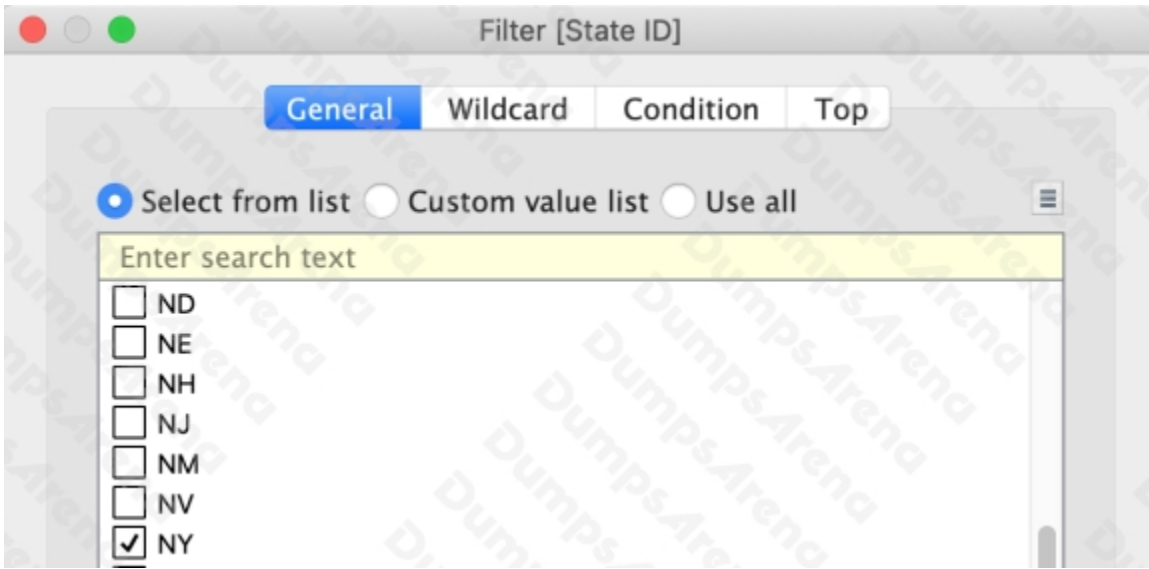 Filter [State ID]
General Wildcard Condition Top
Select from list Custom value list Use all
Enter search text
ND
NE
NH
NJ
NM
NV
NY
DumpsArena